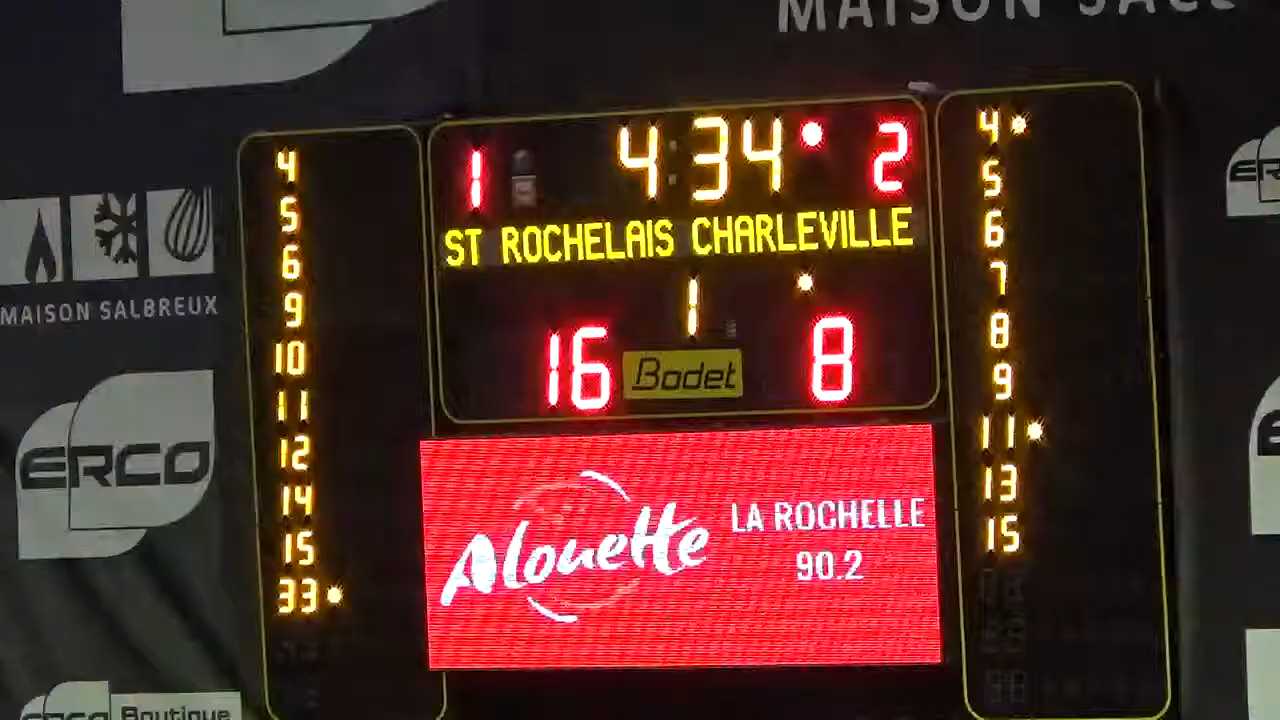 MAISON SALB
1 4:34 2
ST ROCHELAIS CHARLEVILLE
1
16 8
Bodet
4
5
6
9
10
11
12
14
15
33
4
5
6
7
8
9
11
13
15
Alouette
LA ROCHELLE
90.2
MAISON SALBREUX
ERCO
ERCO Boutique